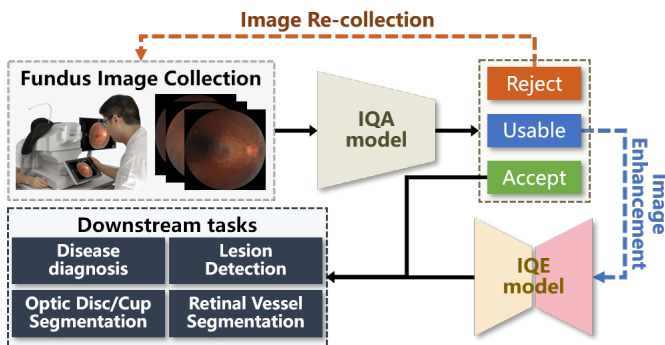 Image Re-collection
Fundus Image Collection
IQA
model
Reject
Usable
Accept
Image
Enhancement
Downstream tasks
Disease
diagnosis
Lesion
Detection
Optic Disc/Cup
Segmentation
Retinal Vessel
Segmentation
IQE
model